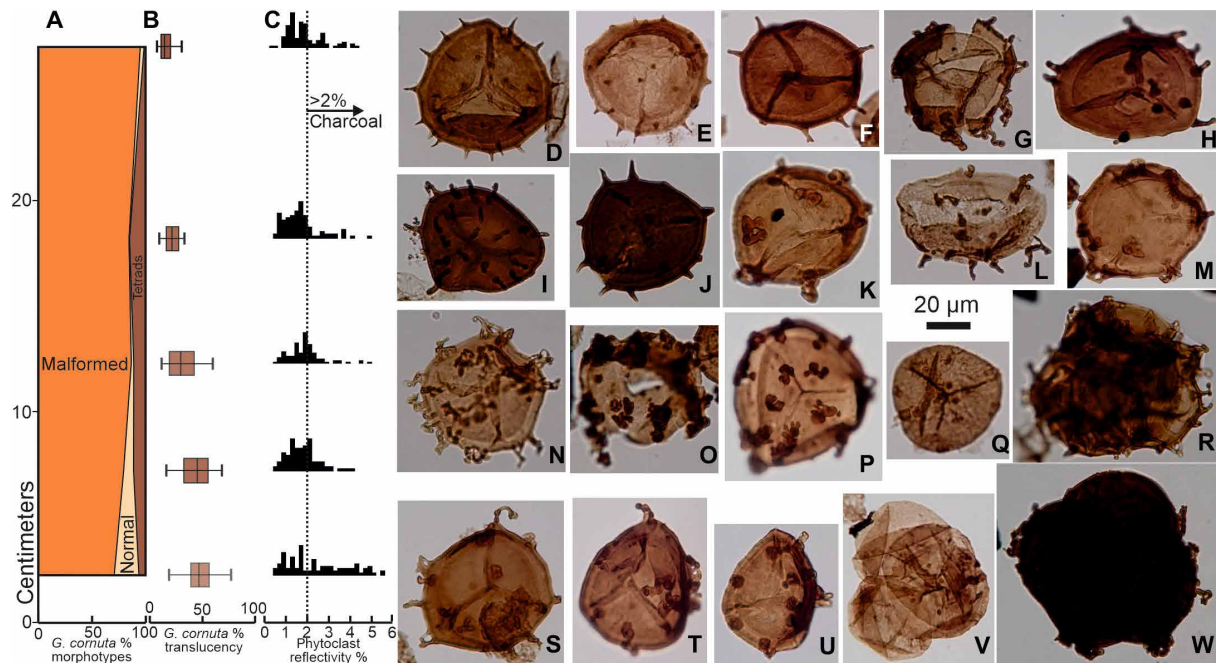 A B C
>2%
Charcoal
D E F G H
20
Tetrads
I J K L M
Malformed
20 µm
10
N O P Q R
Centimeters
Normal
0
0 50 100
0 50 100
0 1 2 3 4 5 6
G. cornuta %
morphotypes
G. cornuta %
translucency
Phytoclast
reflectivity %
S T U V W